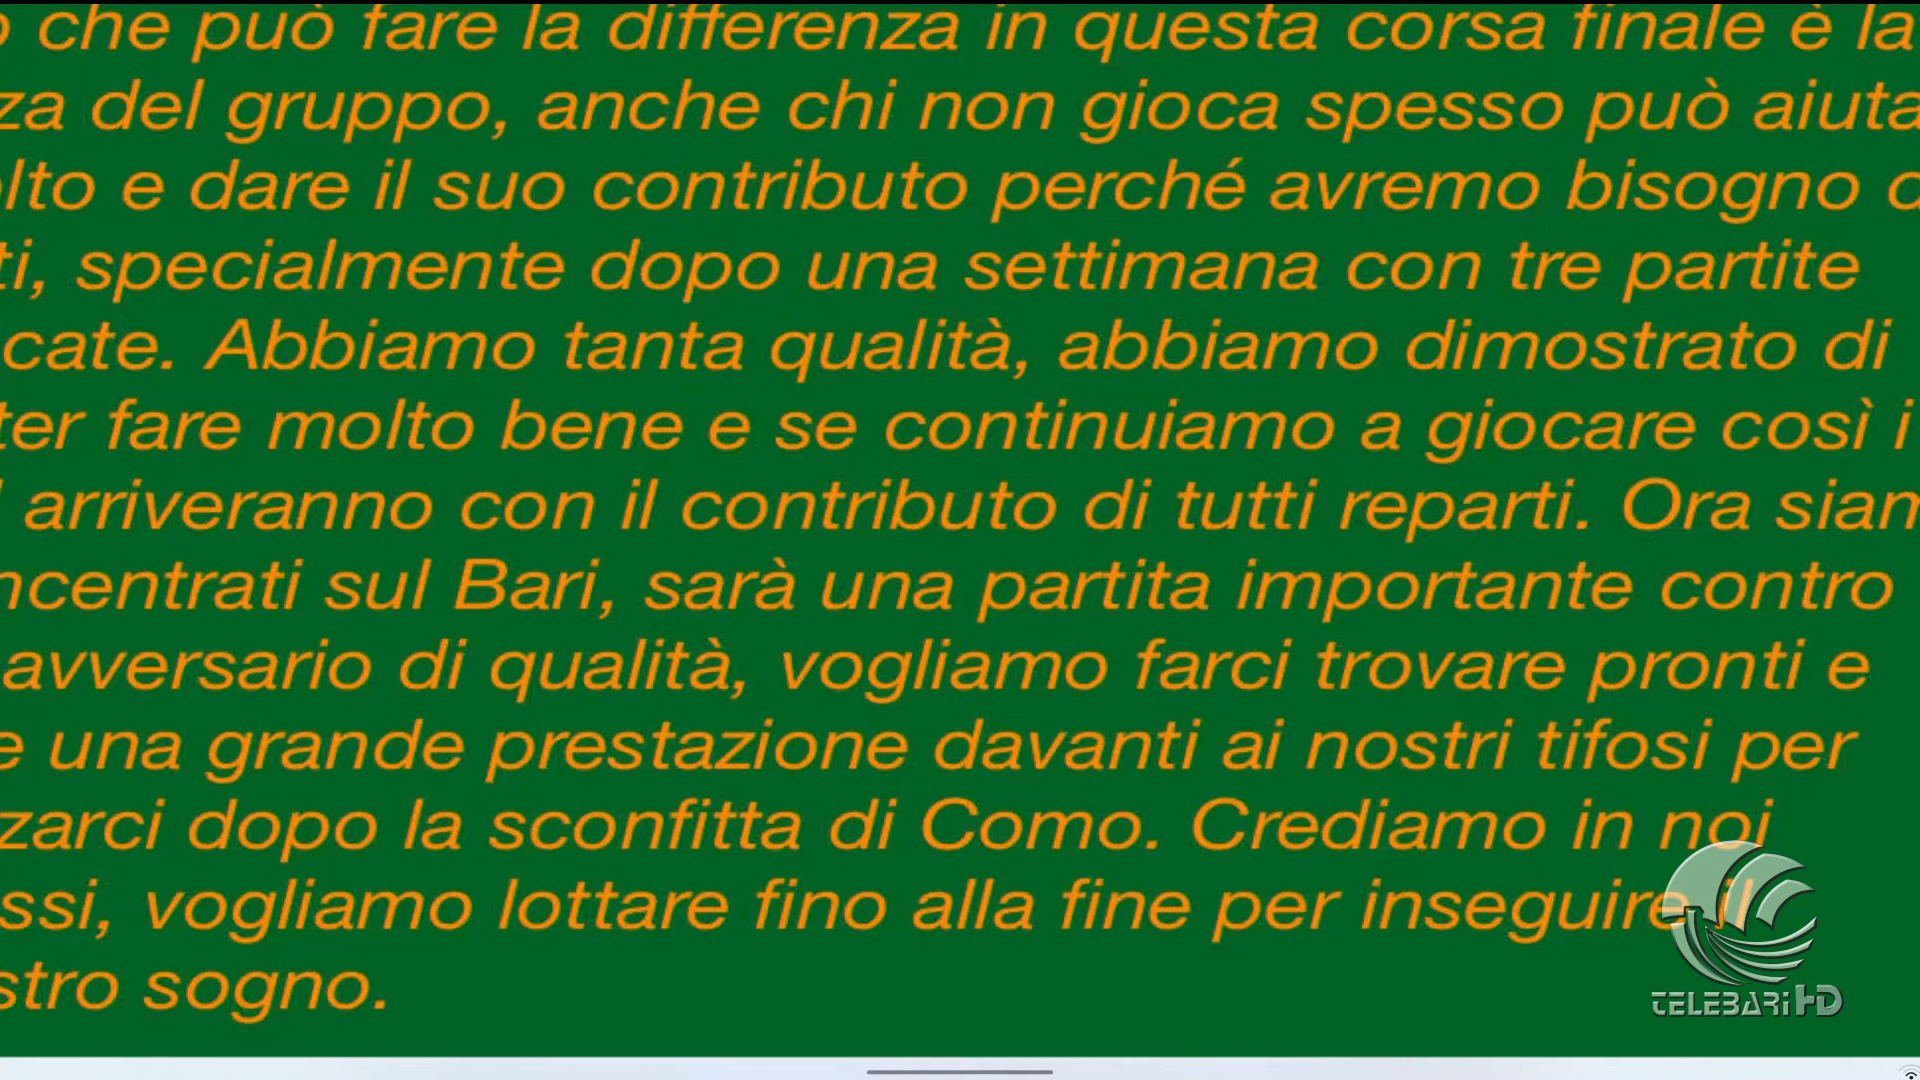 che può fare la differenza in questa corsa finale è la
za del gruppo, anche chi non gioca spesso può aiuta
lto e dare il suo contributo perché avremo bisogno
ti, specialmente dopo una settimana con tre partite
cate. Abbiamo tanta qualità, abbiamo dimostrato di
ter fare molto bene e se continuiamo a giocare così i
arriveranno con il contributo di tutti reparti. Ora siam
ncentrati sul Bari, sarà una partita importante contro
avversario di qualità, vogliamo farci trovare pronti e
e una grande prestazione davanti ai nostri tifosi per
zarci dopo la sconfitta di Como. Crediamo in noi
ssi, vogliamo lottare fino alla fine per inseguire il
stro sogno.
TELEBARI HD